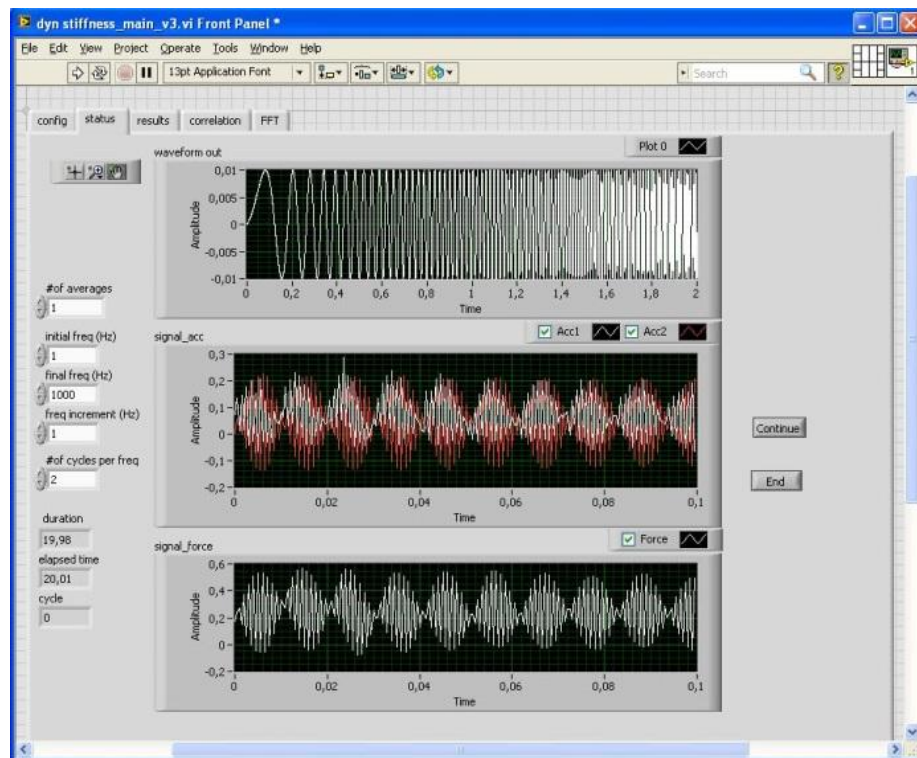 dyn stiffness_main_v3.vi Front Panel *
File Edit View Project Operate Tools Window Help
13pt Application Font Search
config status results correlation FFT
waveform out Plot 0
Amplitude
0,01
0,005
0
-0,005
-0,01
0 0,2 0,4 0,6 0,8 1 1,2 1,4 1,6 1,8 2
Time
#of averages
1
initial freq (Hz)
1
final freq (Hz)
1000
freq increment (Hz)
1
#of cycles per freq
2
duration
19,98
elapsed time
20,01
cycle
0
signal_acc Acc1 Acc2
Amplitude
0,3
0,2
0,1
0
-0,1
-0,2
0 0,02 0,04 0,06 0,08 0,1
Time
Continue
End
signal_force Force
Amplitude
0,6
0,4
0,2
0
-0,2
0 0,02 0,04 0,06 0,08 0,1
Time